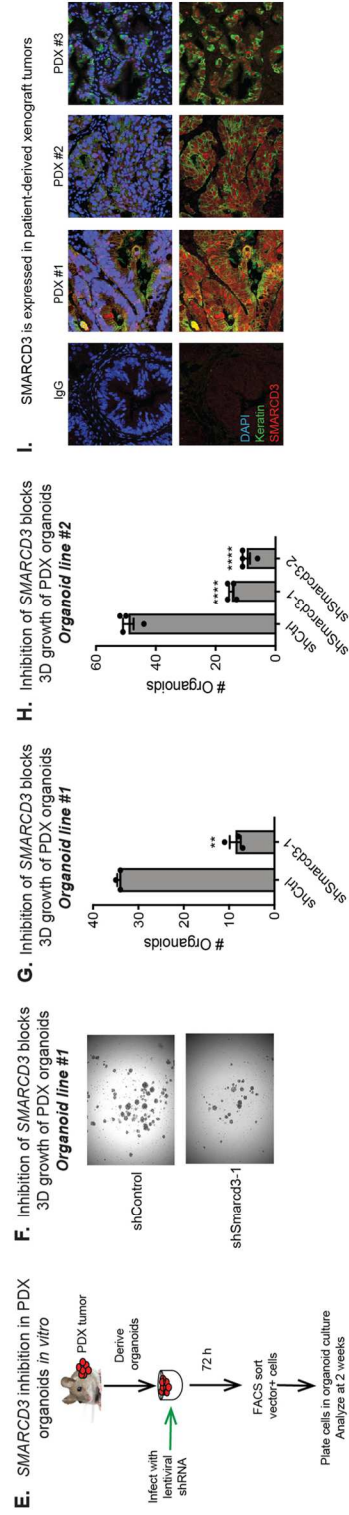 E. SMARCD3 inhibition in PDX
organoids in vitro
PDX tumor
Derive
organoids
Infect with
lentiviral
shRNA
72 h
FACS sort
vector+ cells
Plate cells in organoid culture
Analyze at 2 weeks
F. Inhibition of SMARCD3 blocks
3D growth of PDX organoids
Organoid line #1
shControl
shSmarcd3-1
G. Inhibition of SMARCD3 blocks
3D growth of PDX organoids
Organoid line #1
# Organoids
40
30
20
10
0
**
shCtrl
shSmarcd3-1
H. Inhibition of SMARCD3 blocks
3D growth of PDX organoids
Organoid line #2
# Organoids
60
40
20
0
****
****
shCtrl
shSmarcd3-1
shSmarcd3-2
I. SMARCD3 is expressed in patient-derived xenograft tumors
IgG
PDX #1
PDX #2
PDX #3
DAPI
Keratin
SMARCD3